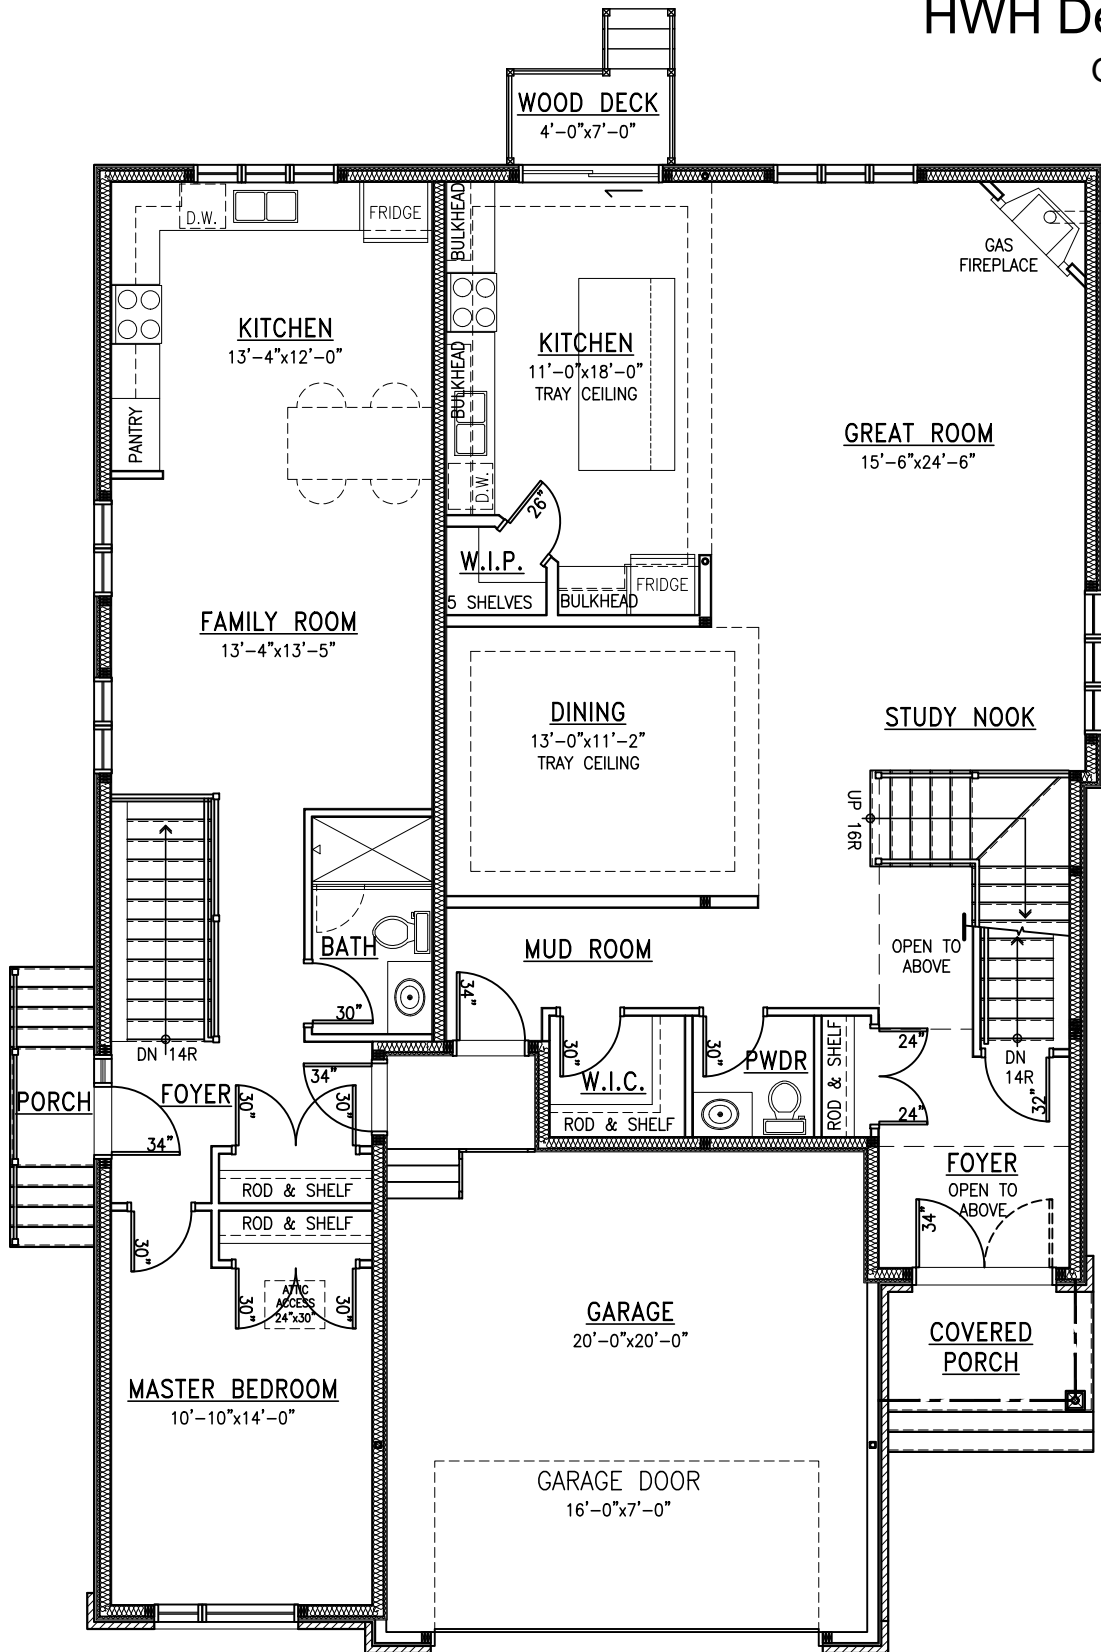 HWH De
WOOD DECK
4'-0"x7'-0"
D.W.
FRIDGE
BULKHEAD
GAS
FIREPLACE
KITCHEN
13'-4"x12'-0"
KITCHEN
11'-0"x18'-0"
TRAY CEILING
BULKHEAD
PANTRY
GREAT ROOM
15'-6"x24'-6"
D.W.
26"
W.I.P.
5 SHELVES
BULKHEAD
FRIDGE
FAMILY ROOM
13'-4"x13'-5"
DINING
13'-0"x11'-2"
TRAY CEILING
STUDY NOOK
UP 16R
BATH
30"
MUD ROOM
34"
OPEN TO
ABOVE
DN 14R
30"
W.I.C.
ROD & SHELF
30"
PWDR
ROD & SHELF
24"
24"
DN
14R
32"
PORCH
FOYER
34"
30"
34"
30"
ROD & SHELF
ROD & SHELF
30"
30"
ATTIC
ACCESS
24"x30"
30"
FOYER
OPEN TO
ABOVE
34"
GARAGE
20'-0"x20'-0"
COVERED
PORCH
MASTER BEDROOM
10'-10"x14'-0"
GARAGE DOOR
16'-0"x7'-0"